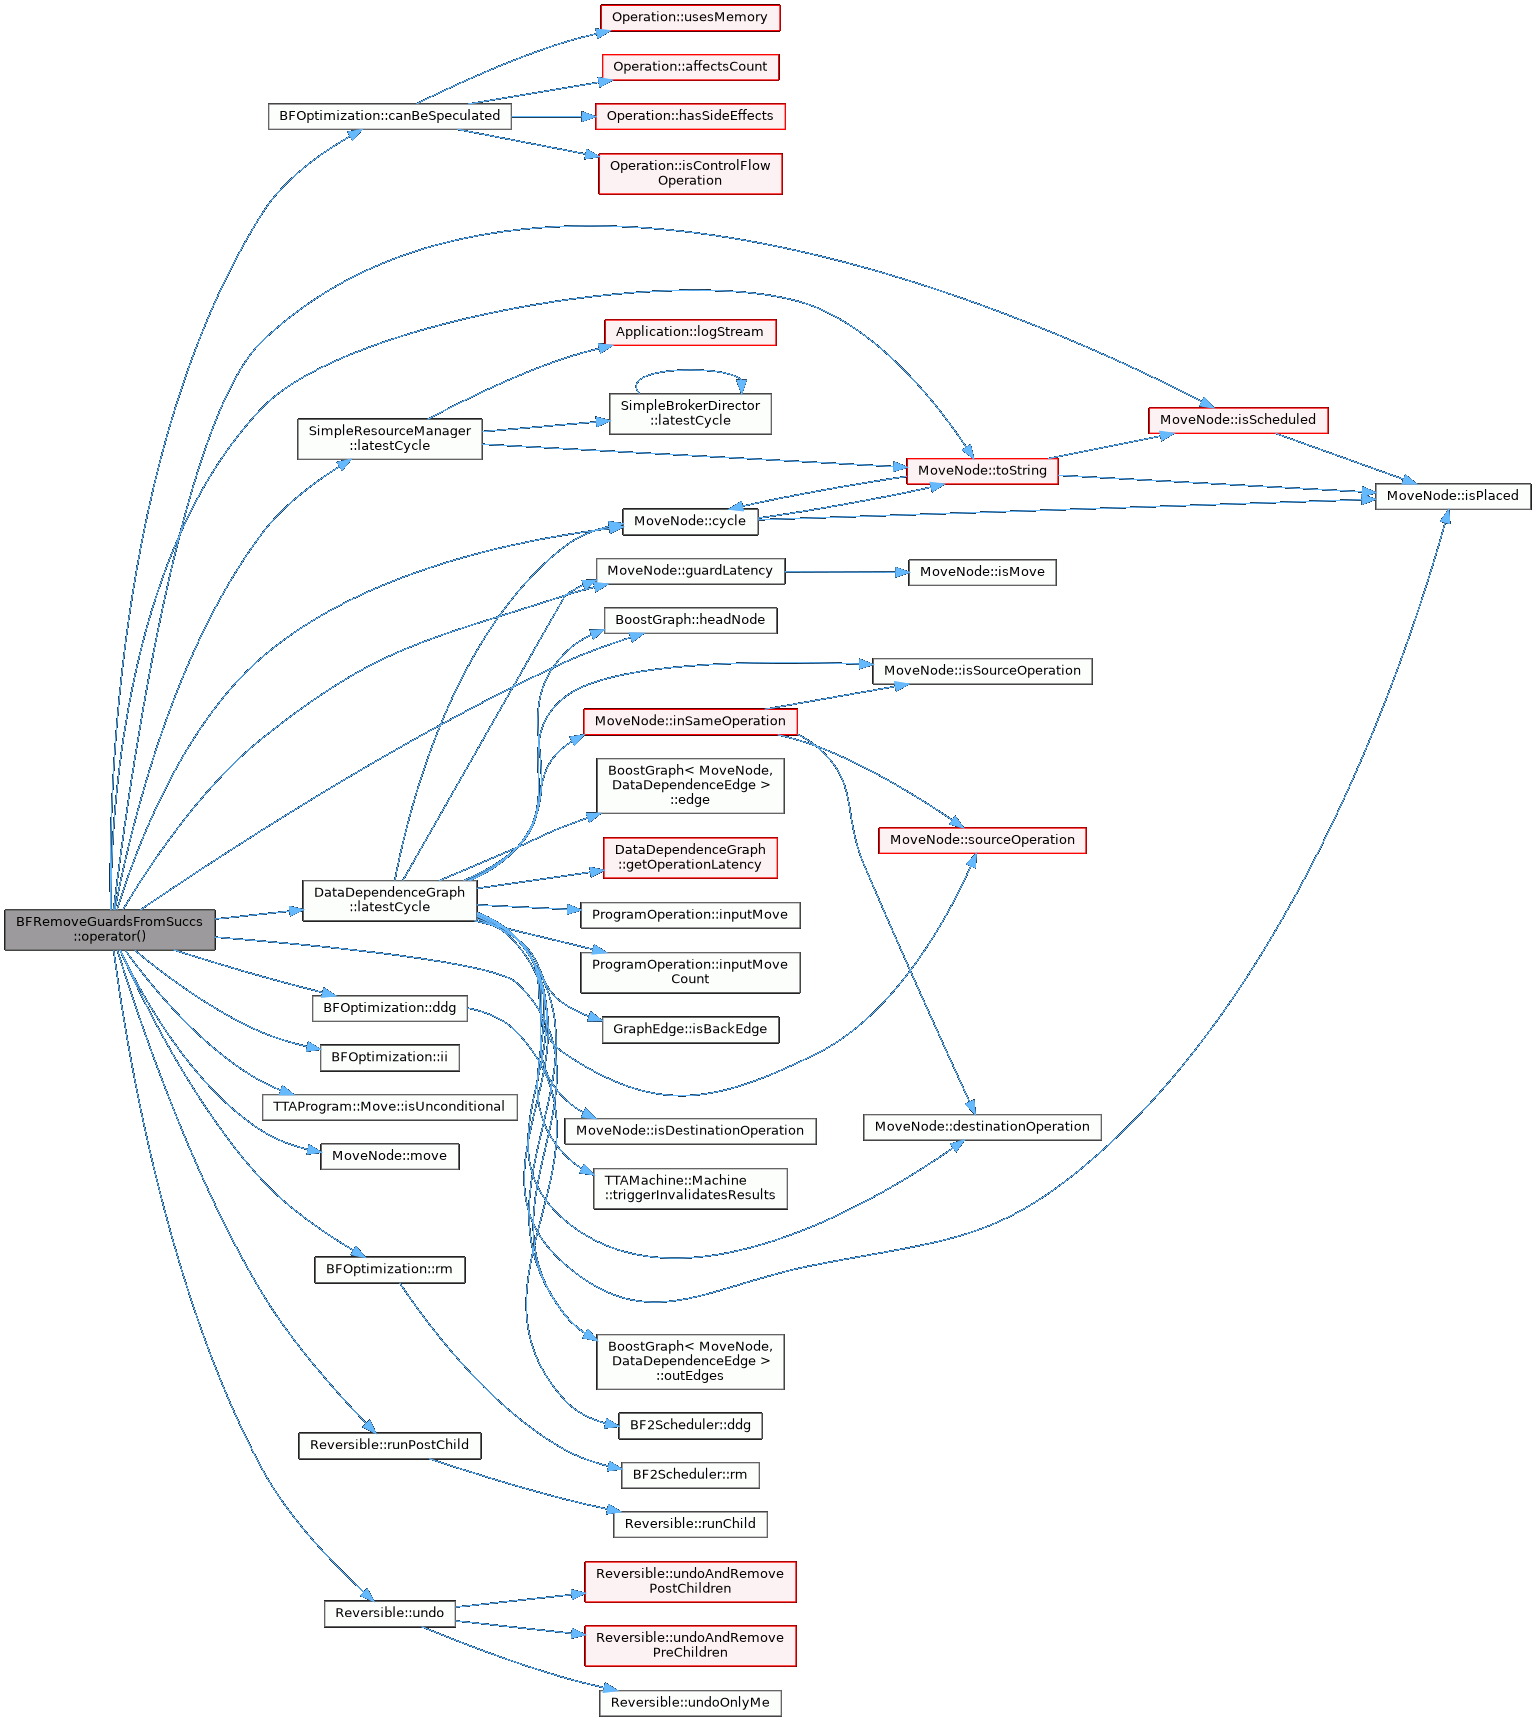 Operation::usesMemory
Operation::affectsCount
BFOptimization::canBeSpeculated
Operation::hasSideEffects
Operation::isControlFlow
Operation
Application::logStream
SimpleBrokerDirector
::latestCycle
SimpleResourceManager
::latestCycle
MoveNode::isScheduled
MoveNode::toString
MoveNode::isPlaced
MoveNode::cycle
MoveNode::guardLatency
MoveNode::isMove
BoostGraph::headNode
MoveNode::isSourceOperation
MoveNode::inSameOperation
BoostGraph< MoveNode,
DataDependenceEdge >
::edge
MoveNode::sourceOperation
DataDependenceGraph
::getOperationLatency
DataDependenceGraph
::latestCycle
ProgramOperation::inputMove
BFRemoveGuardsFromSuccs
::operator()
ProgramOperation::inputMove
Count
BFOptimization::ddg
GraphEdge::isBackEdge
BFOptimization::ii
TTAProgram::Move::isUnconditional
MoveNode::isDestinationOperation
MoveNode::destinationOperation
MoveNode::move
TTAMachine::Machine
::triggerInvalidatesResults
BFOptimization::rm
BoostGraph< MoveNode,
DataDependenceEdge >
::outEdges
BF2Scheduler::ddg
Reversible::runPostChild
BF2Scheduler::rm
Reversible::runChild
Reversible::undoAndRemove
PostChildren
Reversible::undo
Reversible::undoAndRemove
PreChildren
Reversible::undoOnlyMe